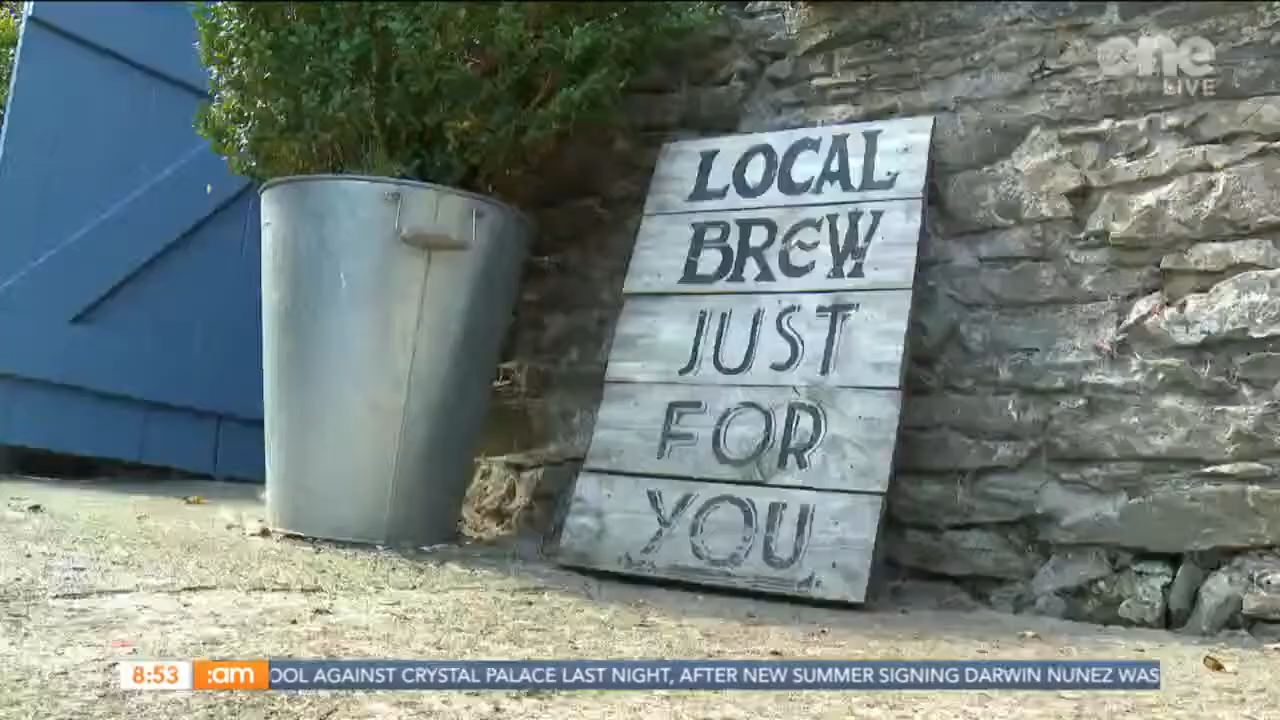 one
LIVE
LOCAL
BREW
JUST
FOR
YOU
8:53 :am OOL AGAINST CRYSTAL PALACE LAST NIGHT, AFTER NEW SUMMER SIGNING DARWIN NUNEZ WAS